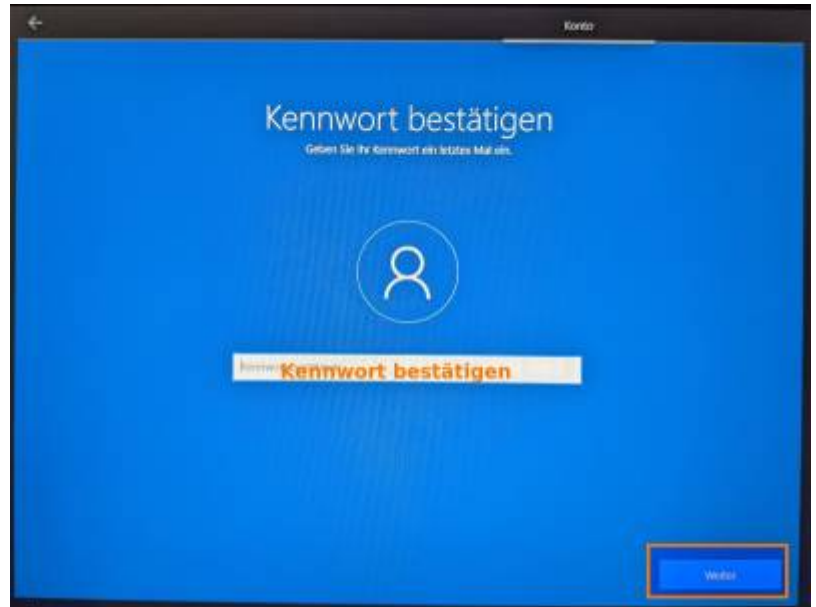 Konto
Kennwort bestätigen
Geben Sie Ihr Kennwort ein letztes Mal ein.
Kennwort bestätigen
Weiter